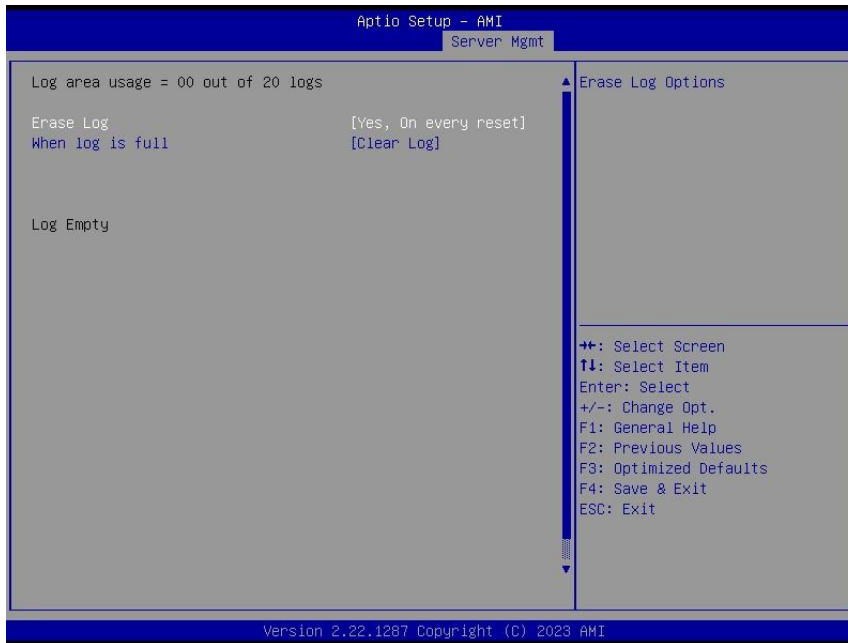 Aptio Setup – AMI
Server Mgmt
Log area usage = 00 out of 20 logs
Erase Log [Yes, On every reset]
When log is full [Clear Log]
Log Empty
Erase Log Options
→←: Select Screen
↑↓: Select Item
Enter: Select
+/-: Change Opt.
F1: General Help
F2: Previous Values
F3: Optimized Defaults
F4: Save & Exit
ESC: Exit
Version 2.22.1287 Copyright (C) 2023 AMI